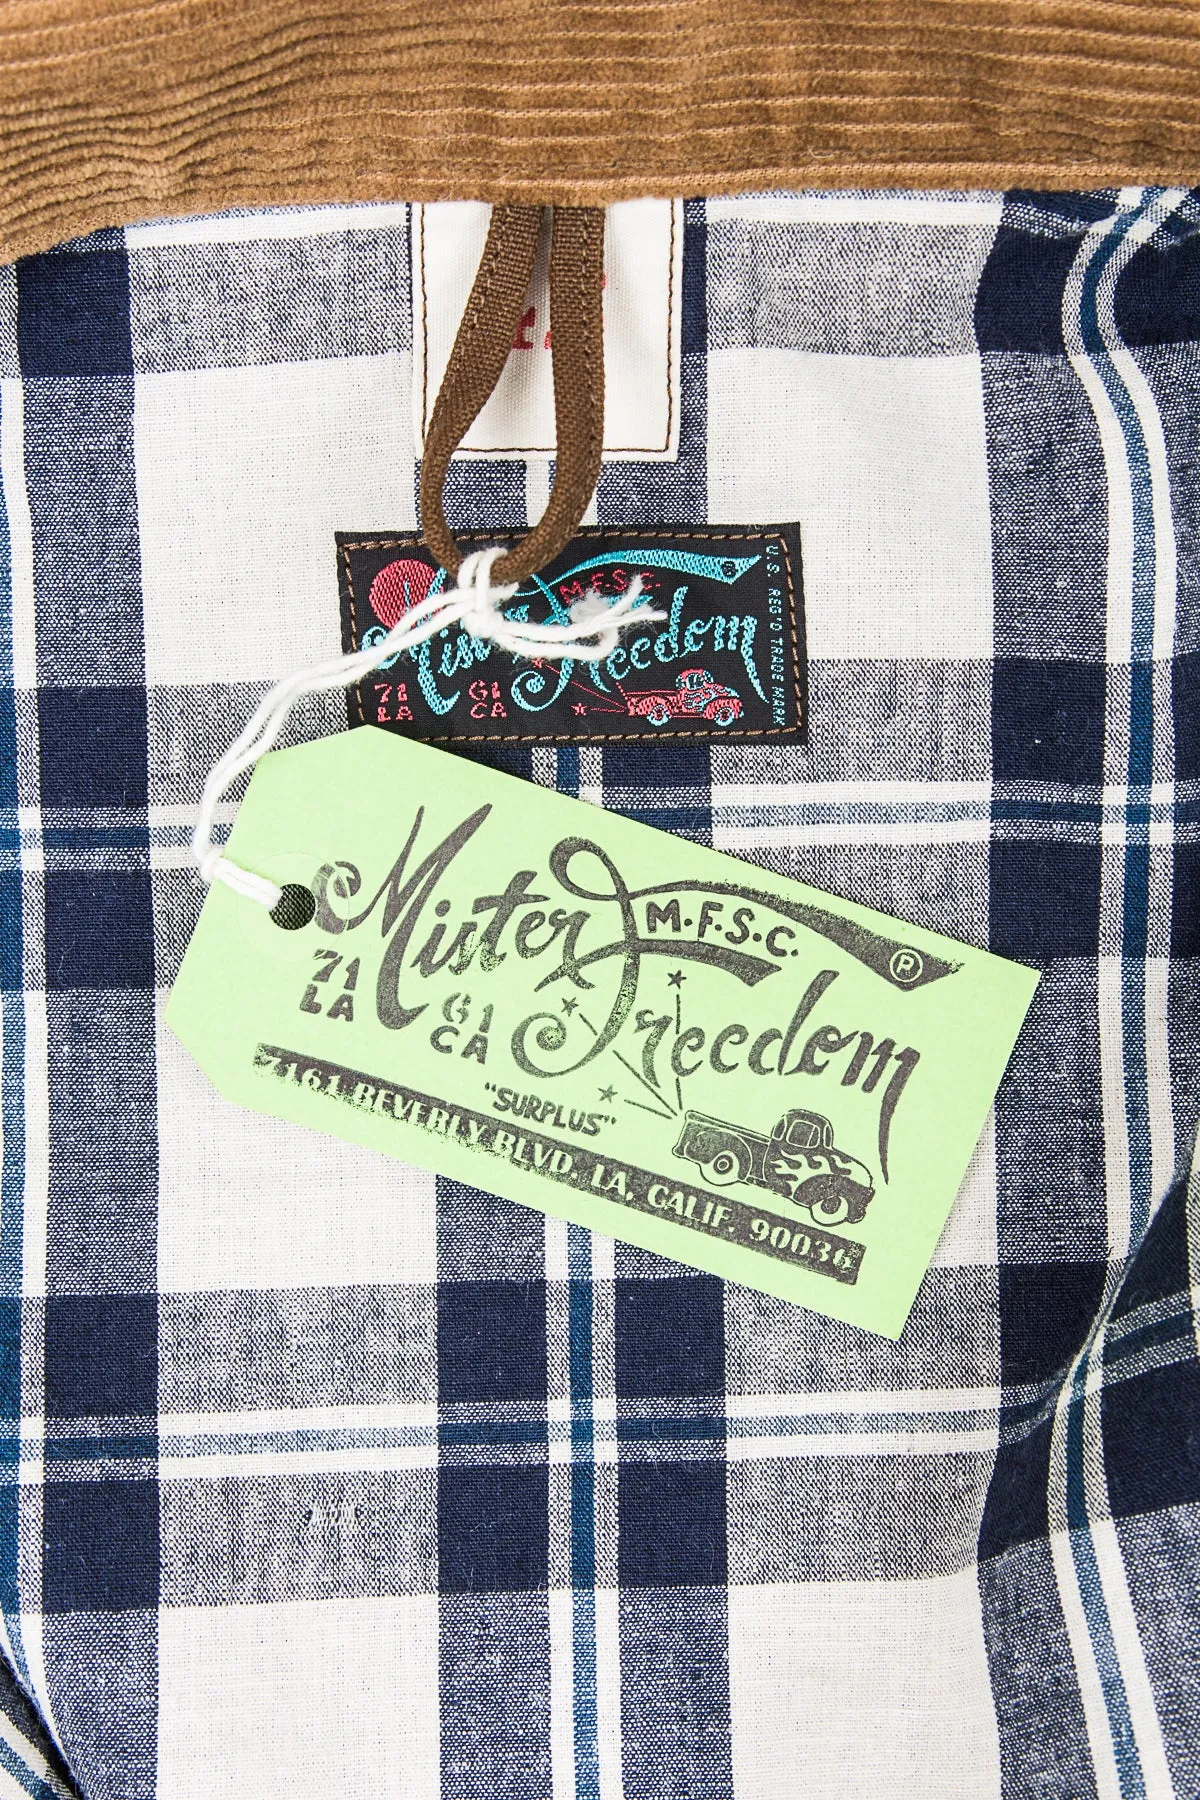 M.F.S.C.
Mister Freedom
®
71 61
LA CA
U.S. REG'D TRADE MARK
M.F.S.C.
®
Mister Freedom
71 61
LA CA
"SURPLUS"
7161 BEVERLY BLVD. LA, CALIF. 90036